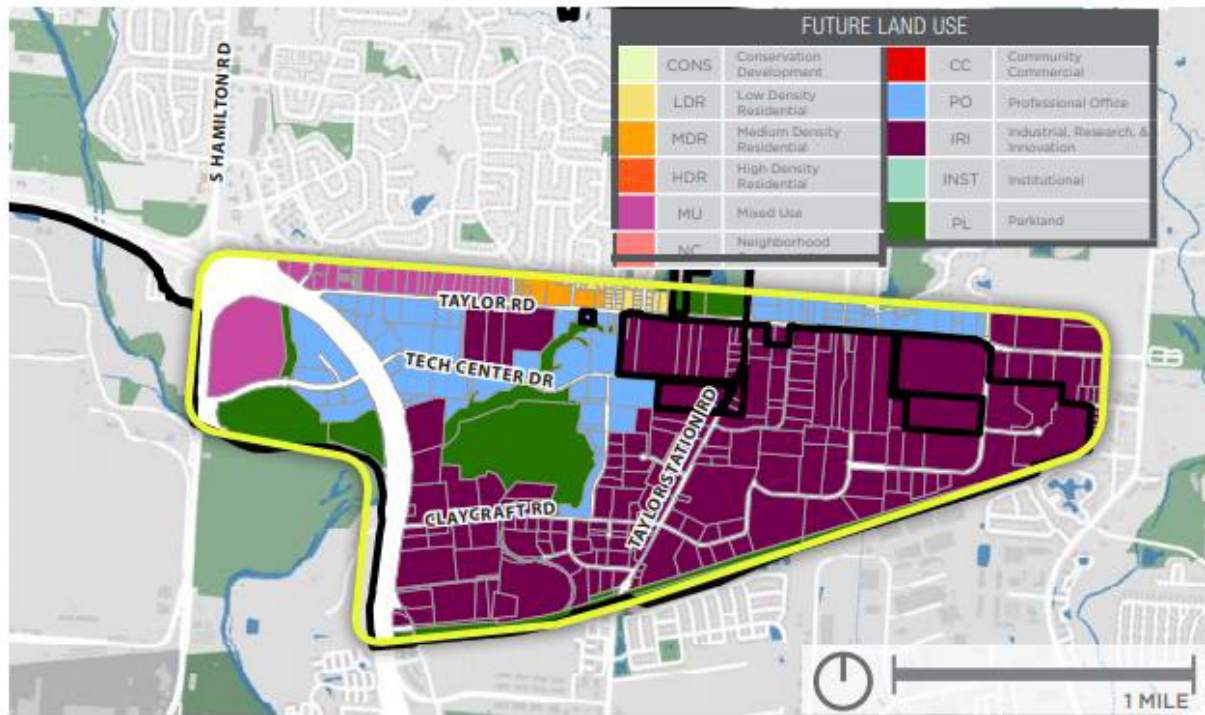 FUTURE LAND USE
CONS Conservation
Development
LDR Low Density
Residential
MDR Medium Density
Residential
HDR High Density
Residential
MU Mixed Use
NC Neighborhood
CC Community
Commercial
PO Professional Office
IRI Industrial, Research, &
Innovation
INST Institutional
PL Parkland
S HAMILTON RD
TAYLOR RD
TECH CENTER DR
TAYLOR STATION RD
CLAYCRAFT RD
1 MILE